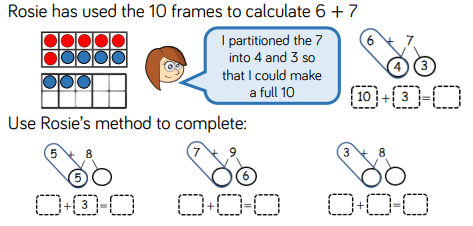 Rosie has used the 10 frames to calculate 6 + 7
I partitioned the 7
into 4 and 3 so
that I could make
a full 10
6 + 7
4 3
10 + 3 =
Use Rosie's method to complete:
5 + 8
5
+ 3 =
7 + 9
6
+ =
3 + 8
+ =